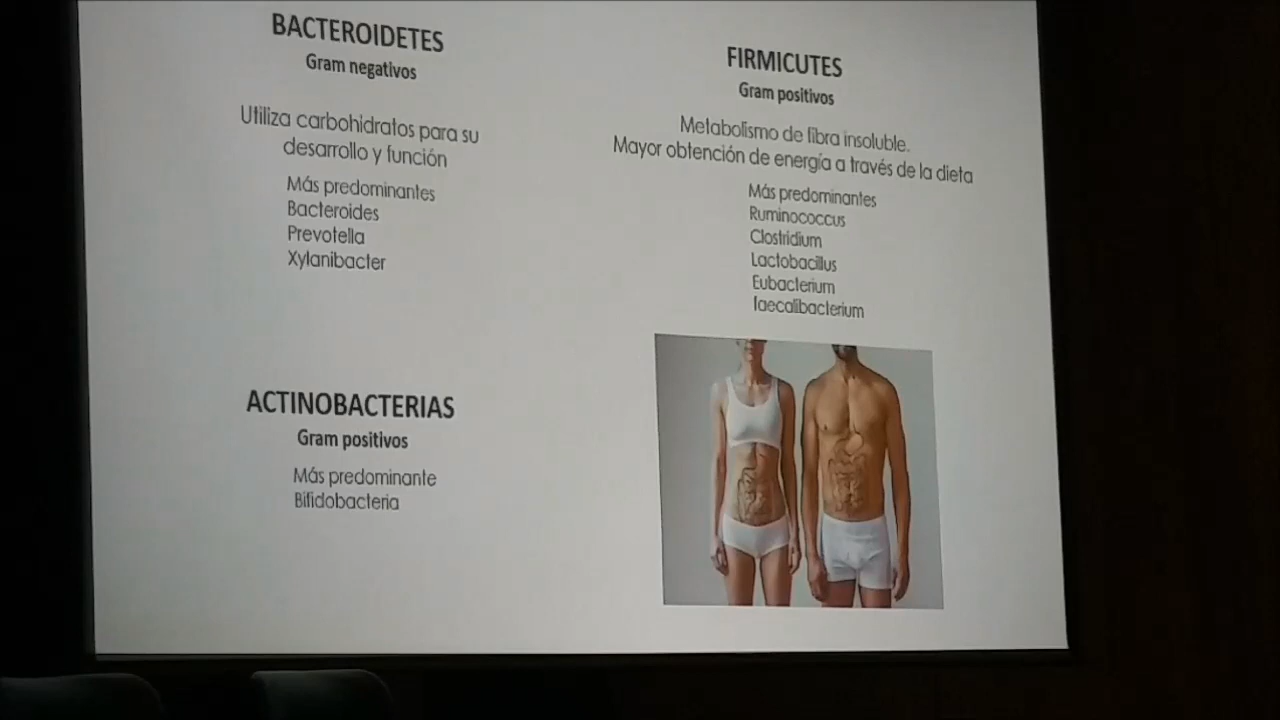 BACTEROIDETES
Gram negativos
Utiliza carbohidratos para su
desarrollo y función
Más predominantes
Bacteroides
Prevotella
Xylanibacter
FIRMICUTES
Gram positivos
Metabolismo de fibra insoluble.
Mayor obtención de energía a través de la dieta
Más predominantes
Ruminococcus
Clostridium
Lactobacillus
Eubacterium
faecalibacterium
ACTINOBACTERIAS
Gram positivos
Más predominante
Bifidobacteria